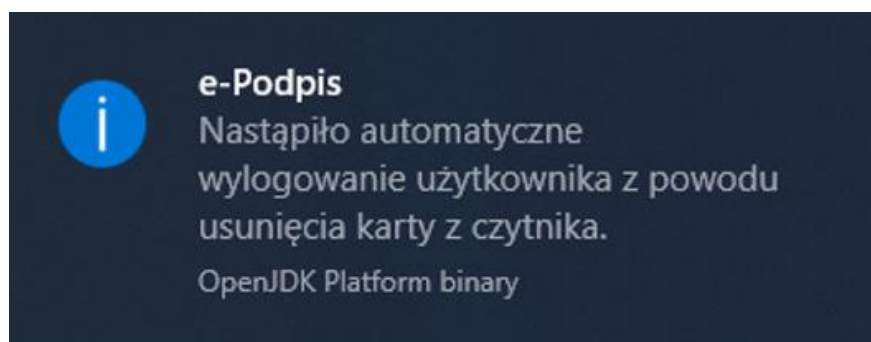 e-Podpis
Nastąpiło automatyczne
wylogowanie użytkownika z powodu
usunięcia karty z czytnika.
OpenJDK Platform binary